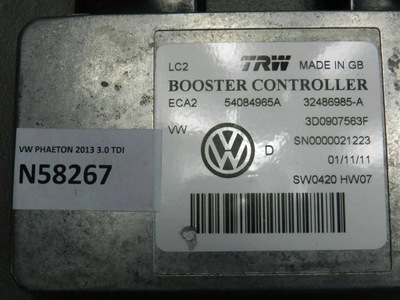 LC2 TRW MADE IN GB
BOOSTER CONTROLLER
ECA2 54084965A 32486985-A
3D0907563F
VW SN0000021223
D
01/11/11
SW0420 HW07
VW PHAETON 2013 3.0 TDI
N58267